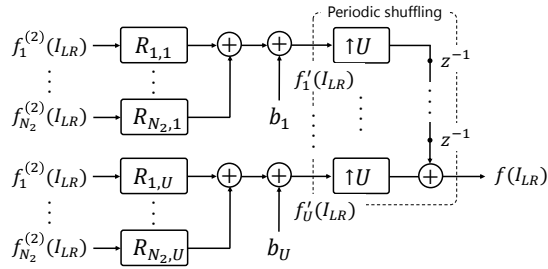 Periodic shuffling
f_1^{(2)}(I_{LR}) R_{1,1} + + ↑U
z^{-1}
f_1'(I_{LR})
f_{N_2}^{(2)}(I_{LR}) R_{N_2,1}
b_1
z^{-1}
f_1^{(2)}(I_{LR}) R_{1,U} + + ↑U + f(I_{LR})
f_U'(I_{LR})
f_{N_2}^{(2)}(I_{LR}) R_{N_2,U}
b_U